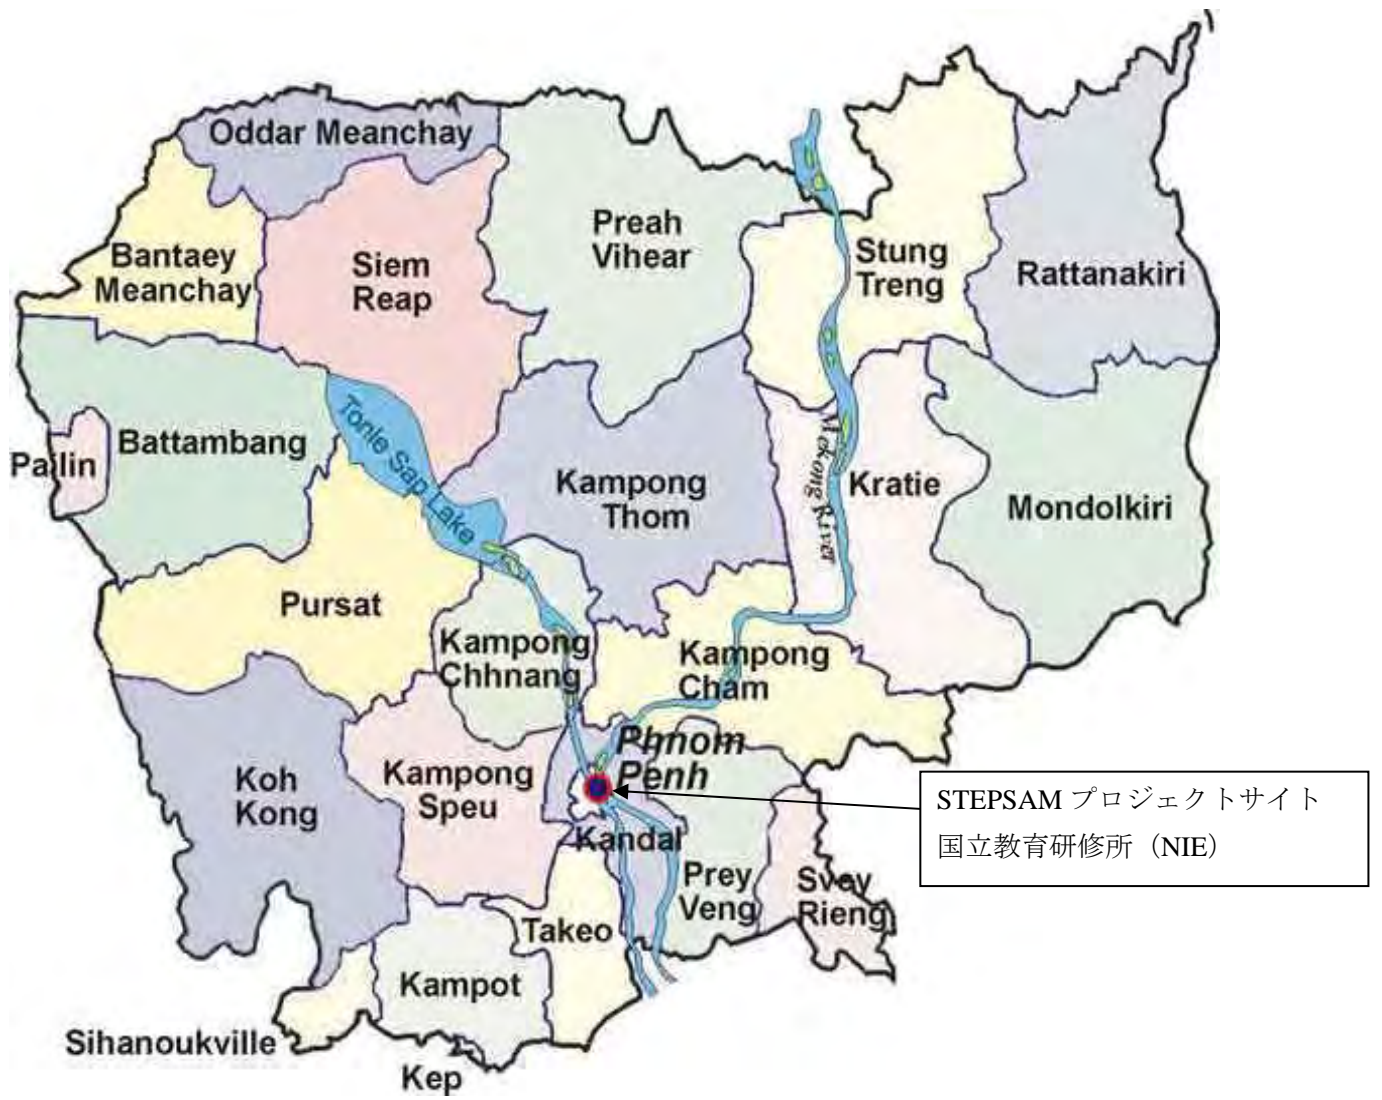 Oddar Meanchay
Preah
Vihear
Stung
Treng
Rattanakiri
Bantaey
Meanchay
Siem
Reap
Tonle Sap Lake
Battambang
Pailin
Kampong
Thom
Mekong River
Kratie
Mondolkiri
Pursat
Kampong
Chhnang
Kampong
Cham
Phnom
Penh
Koh
Kong
Kampong
Speu
Kandal
STEPSAM プロジェクトサイト
国立教育研修所（NIE）
Prey
Veng
Svey
Rieng
Takeo
Kampot
Sihanoukville
Kep